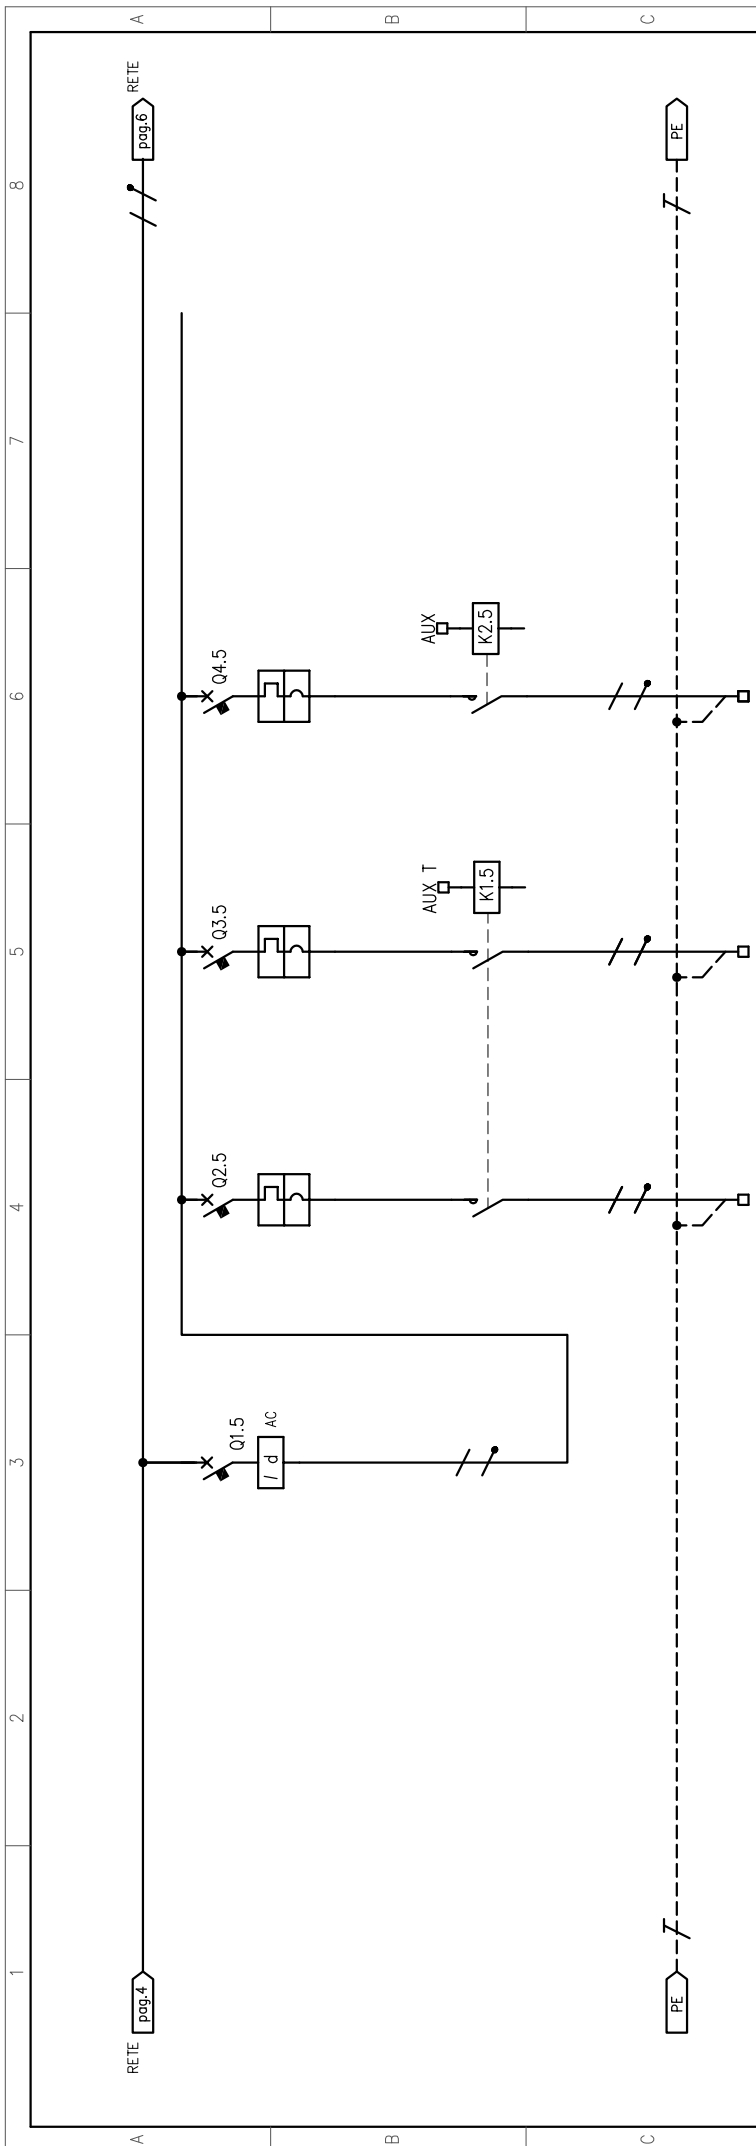 1 2 3 4 5 6 7 8
A A
RETE pag.4
pag.6 RETE
Q1.5
I d AC
Q2.5
Q3.5
Q4.5
B B
AUX T
K1.5
AUX
K2.5
C C
PE
PE